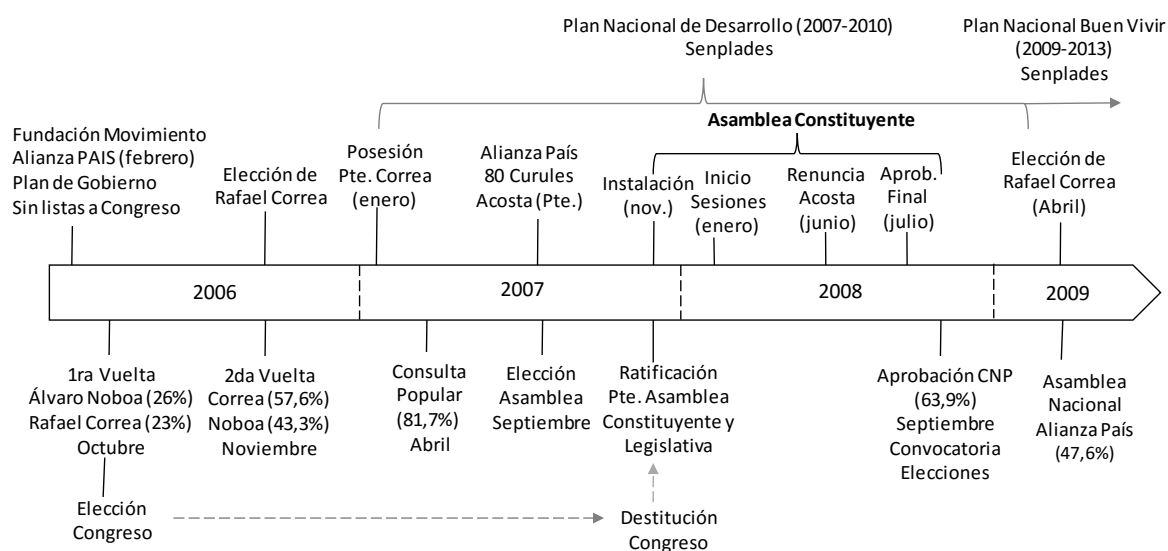 Plan Nacional de Desarrollo (2007-2010)
Senplades
Plan Nacional Buen Vivir
(2009-2013)
Senplades
Asamblea Constituyente
Fundación Movimiento
Alianza PAIS (febrero)
Plan de Gobierno
Sin listas a Congreso
Elección de
Rafael Correa
Posesión
Pte. Correa
(enero)
Alianza País
80 Curules
Acosta (Pte.)
Instalación
(nov.)
Inicio
Sesiones
(enero)
Renuncia
Acosta
(junio)
Aprob.
Final
(julio)
Elección de
Rafael Correa
(Abril)
2006
2007
2008
2009
1ra Vuelta
Álvaro Noboa (26%)
Rafael Correa (23%)
Octubre
2da Vuelta
Correa (57,6%)
Noboa (43,3%)
Noviembre
Consulta
Popular
(81,7%)
Abril
Elección
Asamblea
Septiembre
Ratificación
Pte. Asamblea
Constituyente y
Legislativa
Aprobación CNP
(63,9%)
Septiembre
Convocatoria
Elecciones
Asamblea
Nacional
Alianza País
(47,6%)
Elección
Congreso
Destitución
Congreso